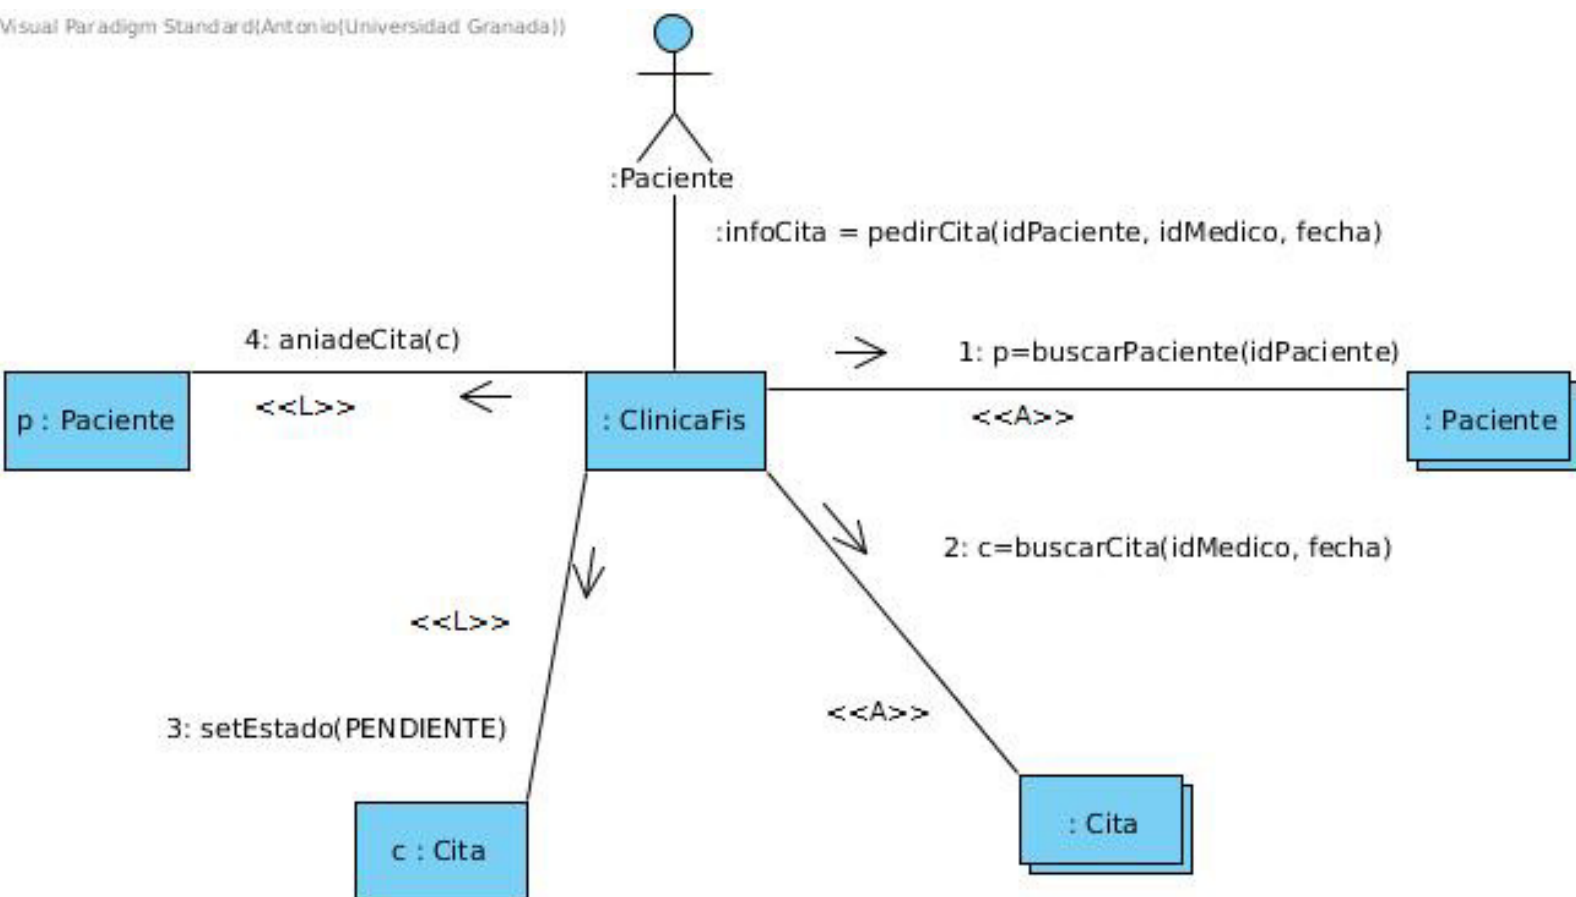 Visual Paradigm Standard(Antonio(Universidad Granada))
:Paciente
:infoCita = pedirCita(idPaciente, idMedico, fecha)
4: aniadeCita(c)
1: p=buscarPaciente(idPaciente)
<<L>>
<<A>>
p : Paciente
: ClinicaFis
: Paciente
2: c=buscarCita(idMedico, fecha)
<<L>>
<<A>>
3: setEstado(PENDIENTE)
: Cita
c : Cita